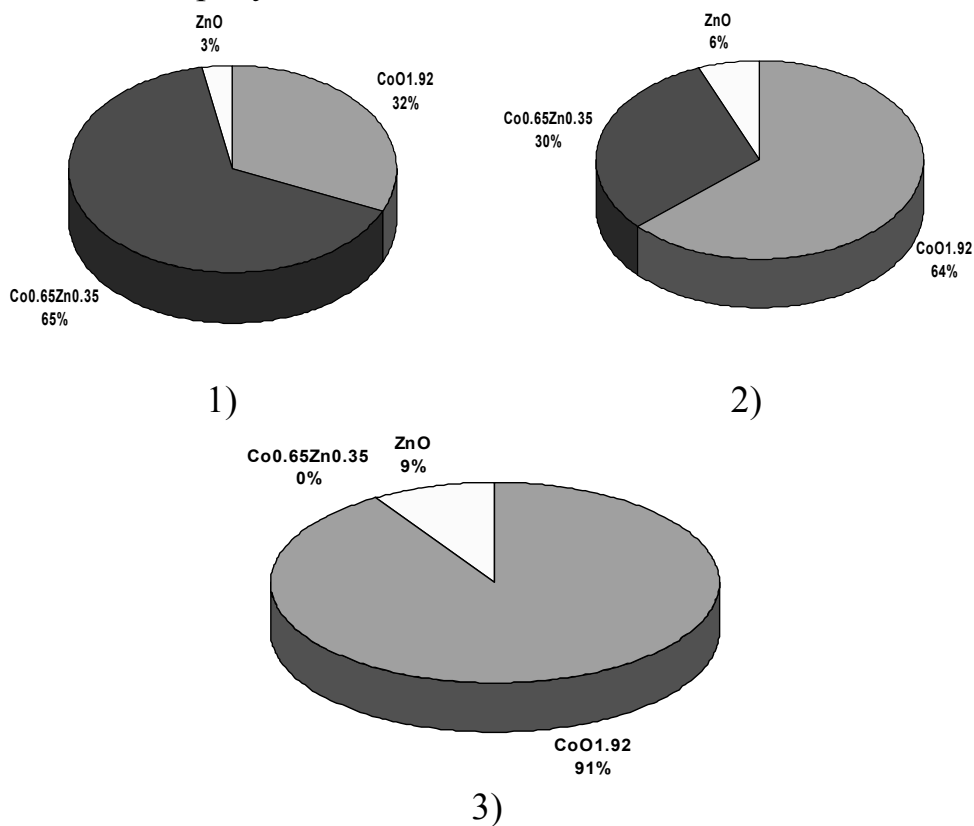 ZnO
3%
CoO1.92
32%
Co0.65Zn0.35
65%
1)
ZnO
6%
Co0.65Zn0.35
30%
CoO1.92
64%
2)
Co0.65Zn0.35
0%
ZnO
9%
CoO1.92
91%
3)